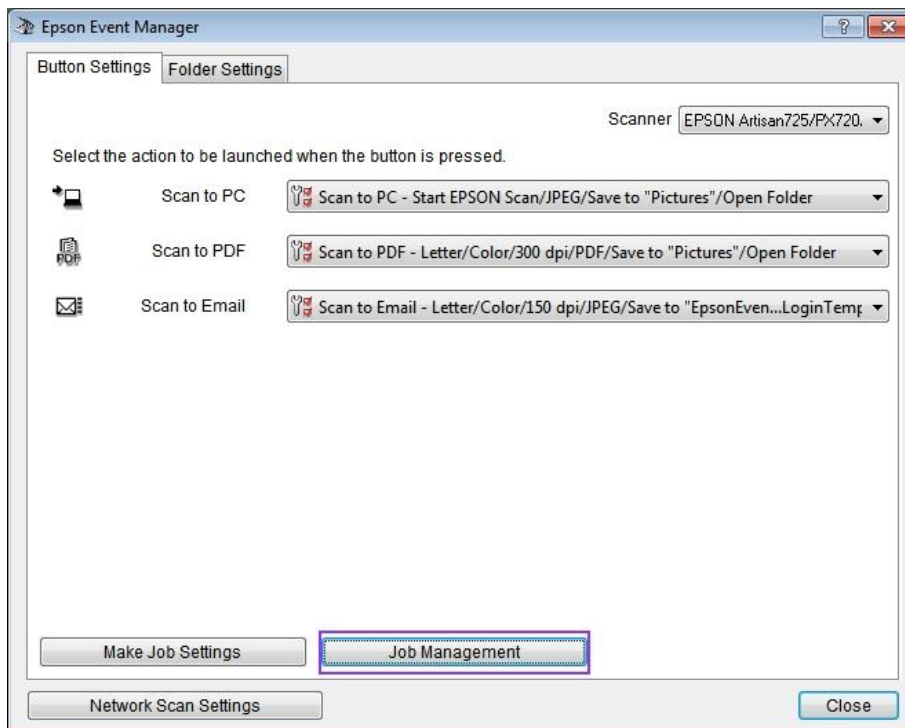 Epson Event Manager
Button Settings Folder Settings
Scanner EPSON Artisan725/PX720.
Select the action to be launched when the button is pressed.
Scan to PC Scan to PC - Start EPSON Scan/JPEG/Save to "Pictures"/Open Folder
PDF Scan to PDF Scan to PDF - Letter/Color/300 dpi/PDF/Save to "Pictures"/Open Folder
Scan to Email Scan to Email - Letter/Color/150 dpi/JPEG/Save to "EpsonEven...LoginTemp
Make Job Settings Job Management
Network Scan Settings Close